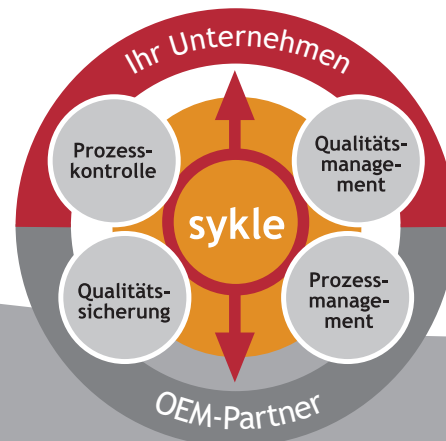 Ihr Unternehmen
Prozess-
kontrolle
Qualitäts-
manage-
ment
sykle
Qualitäts-
sicherung
Prozess-
manage-
ment
OEM-Partner